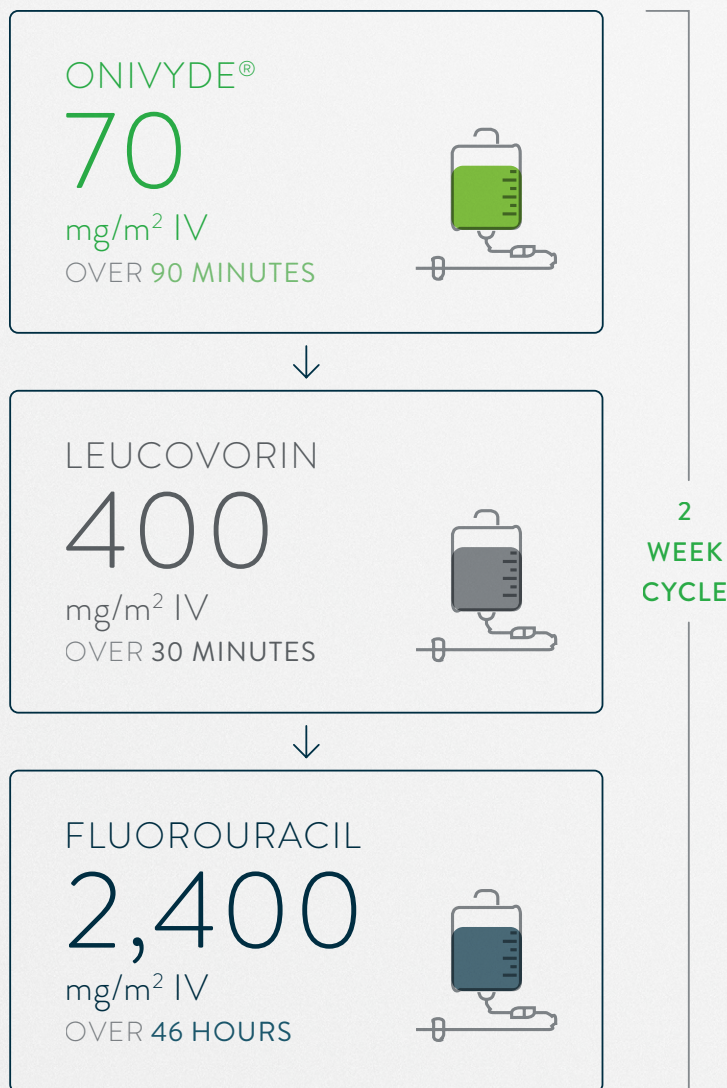 ONIVYDE®
70
mg/m² IV
OVER 90 MINUTES
LEUCOVORIN
400
mg/m² IV
OVER 30 MINUTES
2
WEEK
CYCLE
FLUOROURACIL
2,400
mg/m² IV
OVER 46 HOURS